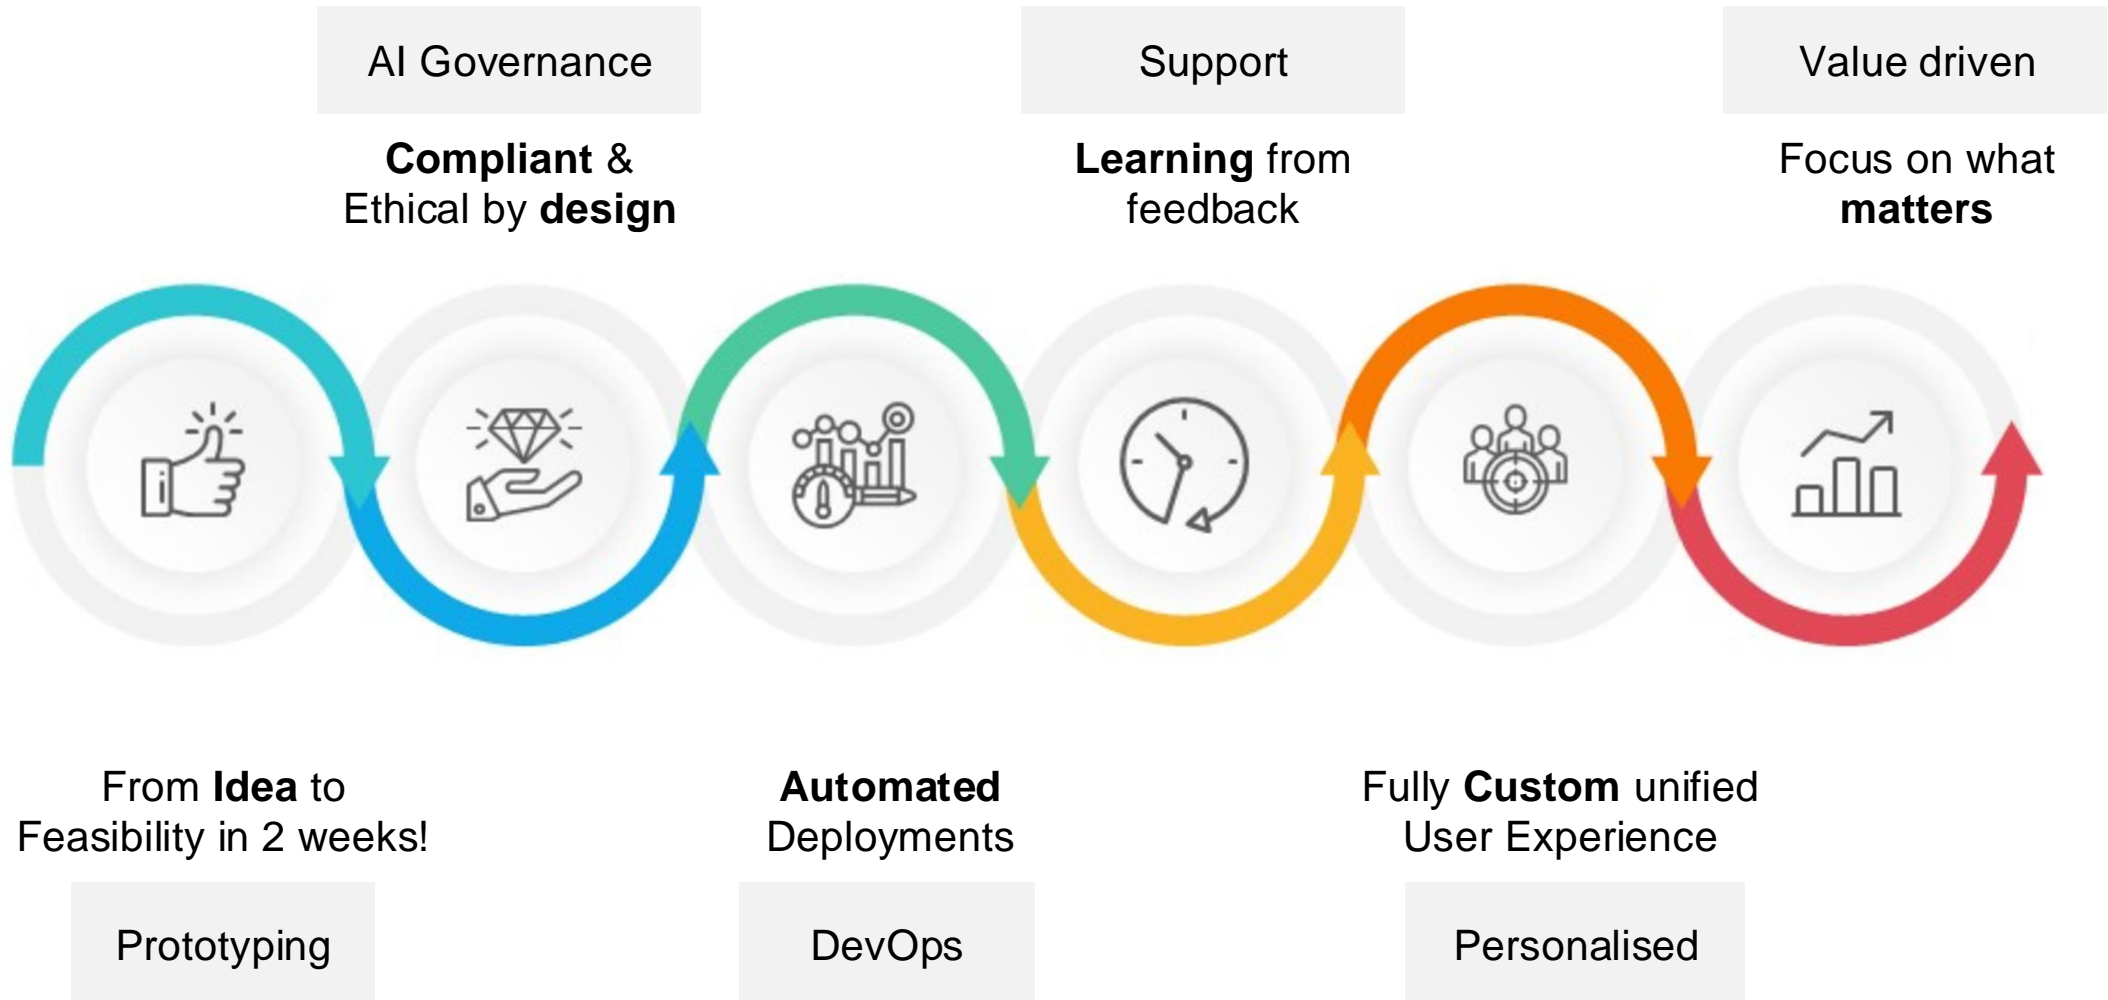 AI Governance
Support
Value driven
Compliant &
Ethical by design
Learning from
feedback
Focus on what
matters
From Idea to
Feasibility in 2 weeks!
Automated
Deployments
Fully Custom unified
User Experience
Prototyping
DevOps
Personalised